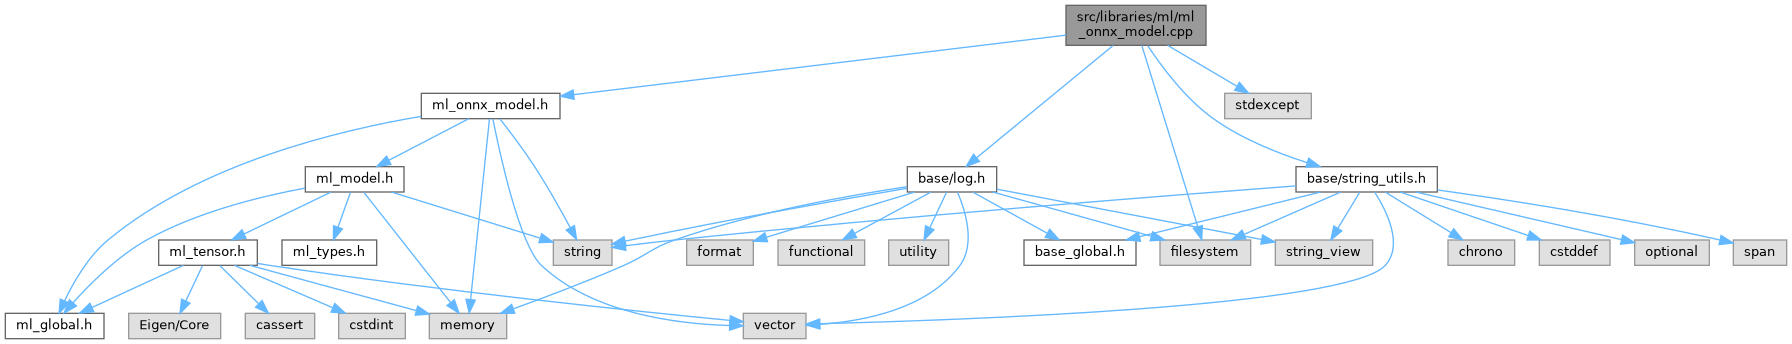 src/libraries/ml/ml
_onnx_model.cpp
ml_onnx_model.h
stdexcept
ml_model.h
base/log.h
base/string_utils.h
ml_tensor.h
ml_types.h
string
format
functional
utility
base_global.h
filesystem
string_view
chrono
cstddef
optional
span
ml_global.h
Eigen/Core
cassert
cstdint
memory
vector